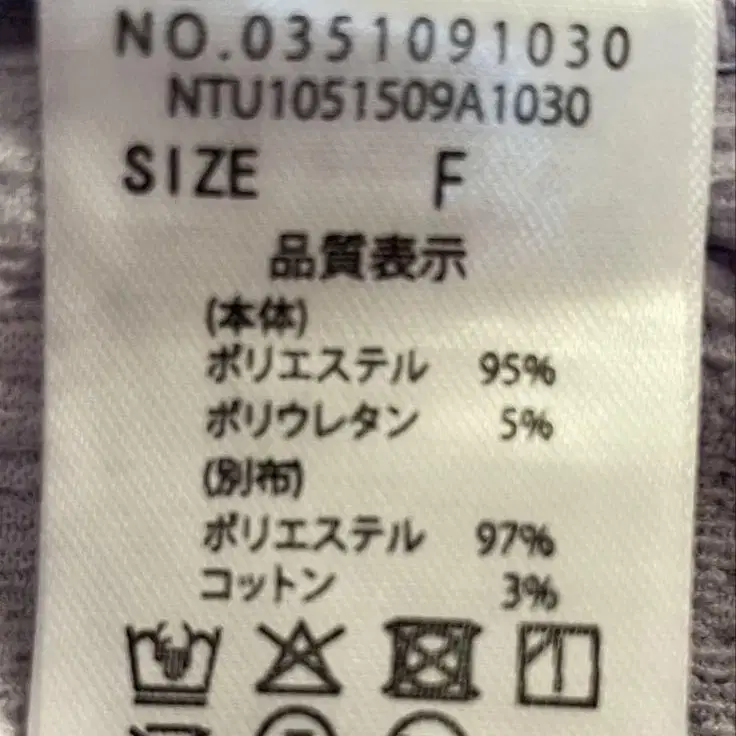 NO.0351091030
NTU1051509A1030
SIZE F
品質表示
(本体)
ポリエステル 95%
ポリウレタン 5%
(別布)
ポリエステル 97%
コットン 3%